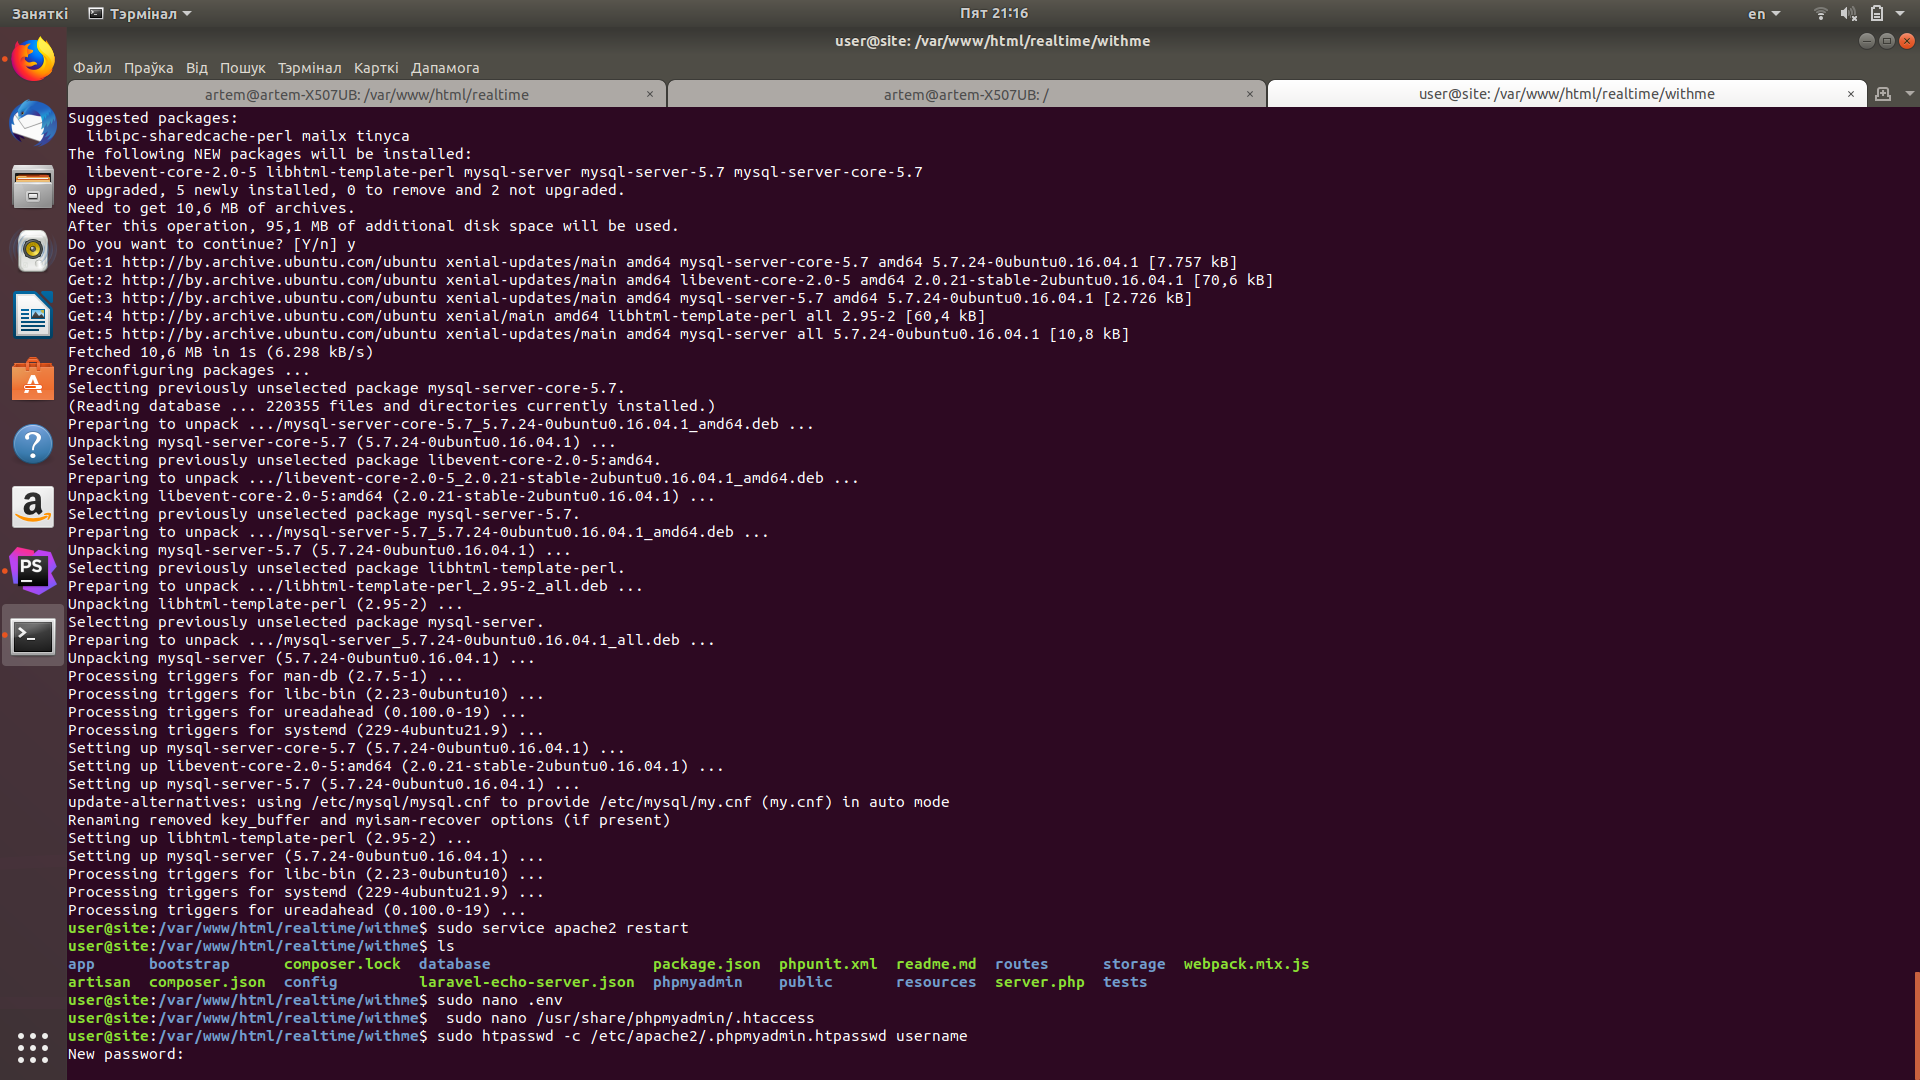 Заняткі Тэрмінал Пят 21:16 en
user@site: /var/www/html/realtime/withme
Файл Праўка Від Пошук Тэрмінал Карткі Дапамога
artem@artem-X507UB: /var/www/html/realtime × artem@artem-X507UB: / × user@site: /var/www/html/realtime/withme ×
Suggested packages:
  libipc-sharedcache-perl mailx tinyca
The following NEW packages will be installed:
  libevent-core-2.0-5 libhtml-template-perl mysql-server mysql-server-5.7 mysql-server-core-5.7
0 upgraded, 5 newly installed, 0 to remove and 2 not upgraded.
Need to get 10,6 MB of archives.
After this operation, 95,1 MB of additional disk space will be used.
Do you want to continue? [Y/n] y
Get:1 http://by.archive.ubuntu.com/ubuntu xenial-updates/main amd64 mysql-server-core-5.7 amd64 5.7.24-0ubuntu0.16.04.1 [7.757 kB]
Get:2 http://by.archive.ubuntu.com/ubuntu xenial-updates/main amd64 libevent-core-2.0-5 amd64 2.0.21-stable-2ubuntu0.16.04.1 [70,6 kB]
Get:3 http://by.archive.ubuntu.com/ubuntu xenial-updates/main amd64 mysql-server-5.7 amd64 5.7.24-0ubuntu0.16.04.1 [2.726 kB]
Get:4 http://by.archive.ubuntu.com/ubuntu xenial/main amd64 libhtml-template-perl all 2.95-2 [60,4 kB]
Get:5 http://by.archive.ubuntu.com/ubuntu xenial-updates/main amd64 mysql-server all 5.7.24-0ubuntu0.16.04.1 [10,8 kB]
Fetched 10,6 MB in 1s (6.298 kB/s)
Preconfiguring packages ...
Selecting previously unselected package mysql-server-core-5.7.
(Reading database ... 220355 files and directories currently installed.)
Preparing to unpack .../mysql-server-core-5.7_5.7.24-0ubuntu0.16.04.1_amd64.deb ...
Unpacking mysql-server-core-5.7 (5.7.24-0ubuntu0.16.04.1) ...
Selecting previously unselected package libevent-core-2.0-5:amd64.
Preparing to unpack .../libevent-core-2.0-5_2.0.21-stable-2ubuntu0.16.04.1_amd64.deb ...
Unpacking libevent-core-2.0-5:amd64 (2.0.21-stable-2ubuntu0.16.04.1) ...
Selecting previously unselected package mysql-server-5.7.
Preparing to unpack .../mysql-server-5.7_5.7.24-0ubuntu0.16.04.1_amd64.deb ...
Unpacking mysql-server-5.7 (5.7.24-0ubuntu0.16.04.1) ...
Selecting previously unselected package libhtml-template-perl.
Preparing to unpack .../libhtml-template-perl_2.95-2_all.deb ...
Unpacking libhtml-template-perl (2.95-2) ...
Selecting previously unselected package mysql-server.
Preparing to unpack .../mysql-server_5.7.24-0ubuntu0.16.04.1_all.deb ...
Unpacking mysql-server (5.7.24-0ubuntu0.16.04.1) ...
Processing triggers for man-db (2.7.5-1) ...
Processing triggers for libc-bin (2.23-0ubuntu10) ...
Processing triggers for ureadahead (0.100.0-19) ...
Processing triggers for systemd (229-4ubuntu21.9) ...
Setting up mysql-server-core-5.7 (5.7.24-0ubuntu0.16.04.1) ...
Setting up libevent-core-2.0-5:amd64 (2.0.21-stable-2ubuntu0.16.04.1) ...
Setting up mysql-server-5.7 (5.7.24-0ubuntu0.16.04.1) ...
update-alternatives: using /etc/mysql/mysql.cnf to provide /etc/mysql/my.cnf (my.cnf) in auto mode
Renaming removed key_buffer and myisam-recover options (if present)
Setting up libhtml-template-perl (2.95-2) ...
Setting up mysql-server (5.7.24-0ubuntu0.16.04.1) ...
Processing triggers for libc-bin (2.23-0ubuntu10) ...
Processing triggers for systemd (229-4ubuntu21.9) ...
Processing triggers for ureadahead (0.100.0-19) ...
user@site:/var/www/html/realtime/withme$ sudo service apache2 restart
user@site:/var/www/html/realtime/withme$ ls
app      bootstrap      composer.lock  database                  package.json  phpunit.xml  readme.md  routes      storage  webpack.mix.js
artisan  composer.json  config         laravel-echo-server.json  phpmyadmin    public       resources  server.php  tests
user@site:/var/www/html/realtime/withme$ sudo nano .env
user@site:/var/www/html/realtime/withme$  sudo nano /usr/share/phpmyadmin/.htaccess
user@site:/var/www/html/realtime/withme$ sudo htpasswd -c /etc/apache2/.phpmyadmin.htpasswd username
New password: